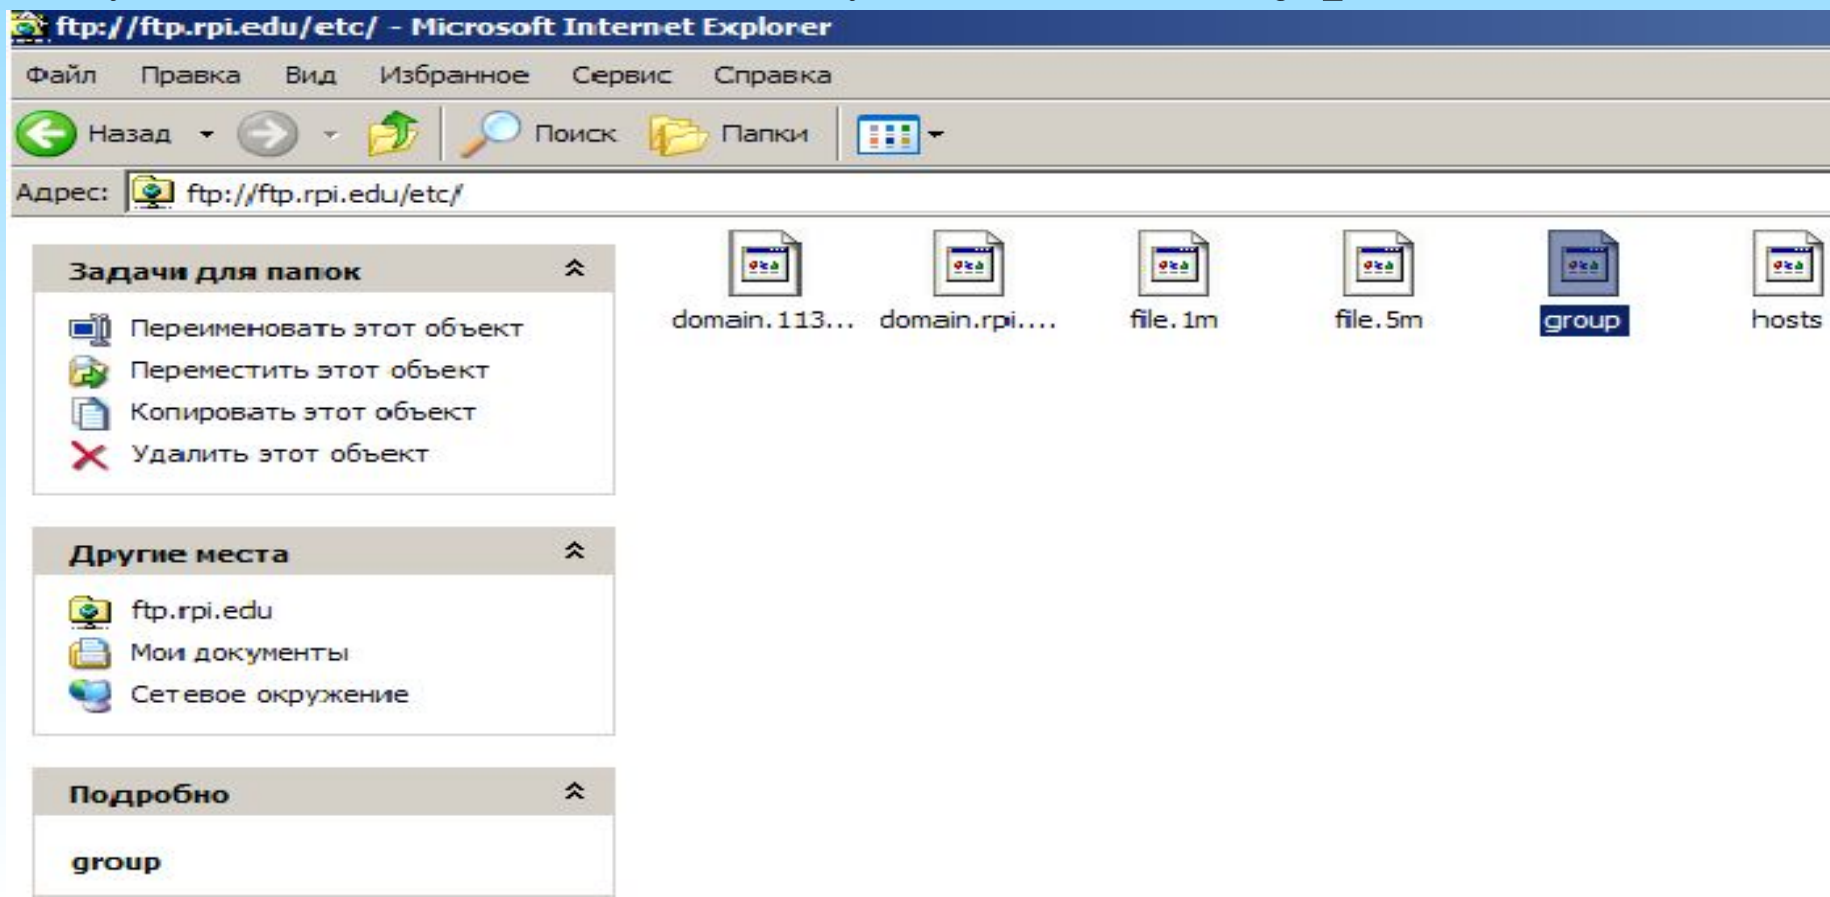 ftp://ftp.rpi.edu/etc/ - Microsoft Internet Explorer
Файл Правка Вид Избранное Сервис Справка
Назад Поиск Папки
Адрес: ftp://ftp.rpi.edu/etc/
domain.113... domain.rpi.... file.1m file.5m group hosts
Задачи для папок
Переименовать этот объект
Переместить этот объект
Копировать этот объект
Удалить этот объект
Другие места
ftp.rpi.edu
Мои документы
Сетевое окружение
Подробно
group